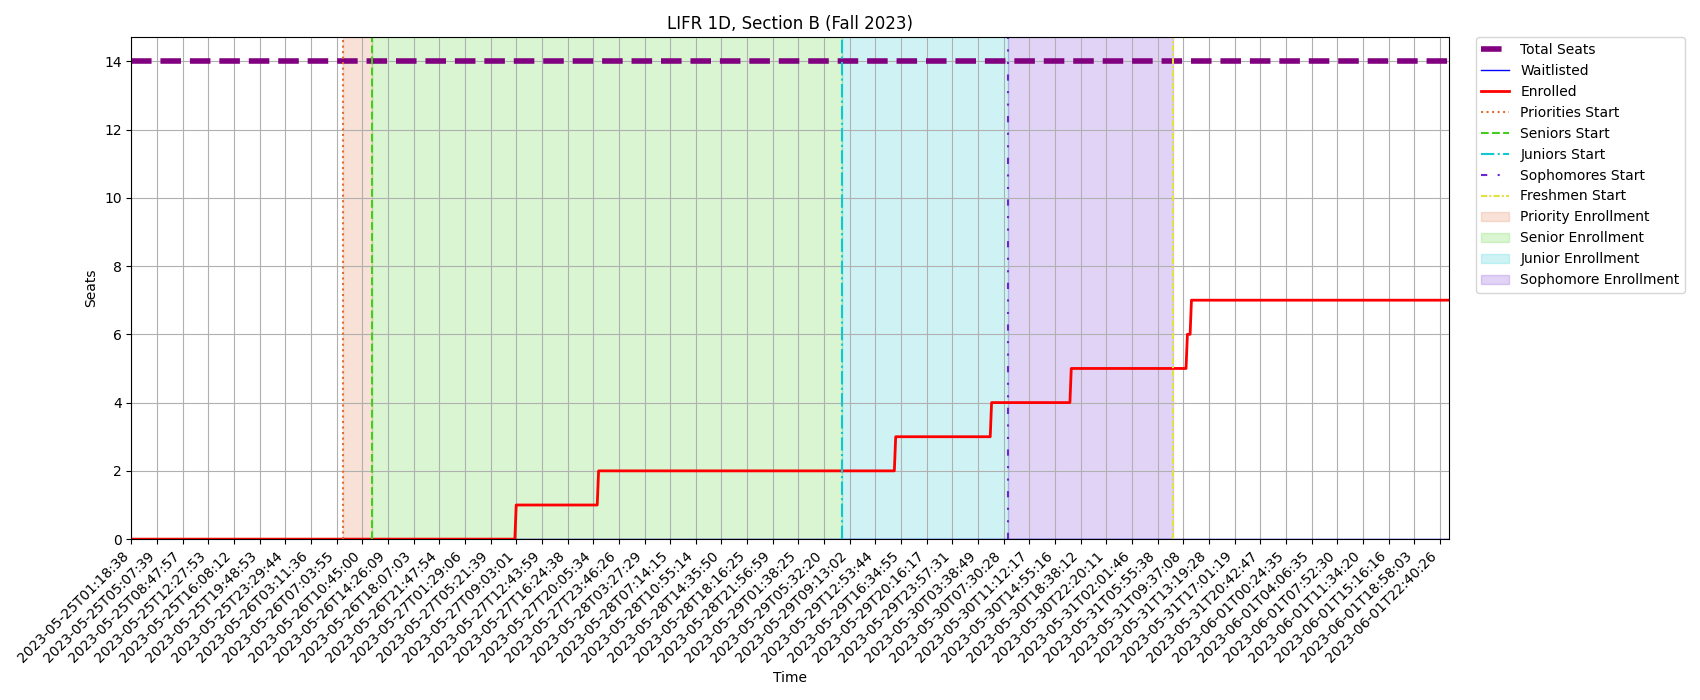 LIFR 1D, Section B (Fall 2023)
Seats
14
12
10
8
6
4
2
0
2023-05-25T01:18:38
2023-05-25T05:07:39
2023-05-25T08:47:57
2023-05-25T12:27:53
2023-05-25T16:08:12
2023-05-25T19:48:53
2023-05-25T23:29:44
2023-05-26T03:11:36
2023-05-26T07:03:55
2023-05-26T10:45:00
2023-05-26T14:26:09
2023-05-26T18:07:03
2023-05-26T21:47:54
2023-05-27T01:29:06
2023-05-27T05:21:39
2023-05-27T09:03:01
2023-05-27T12:43:59
2023-05-27T16:24:38
2023-05-27T20:05:34
2023-05-27T23:46:26
2023-05-28T03:27:29
2023-05-28T07:14:15
2023-05-28T10:55:14
2023-05-28T14:35:50
2023-05-28T18:16:25
2023-05-28T21:56:59
2023-05-29T01:38:25
2023-05-29T05:32:20
2023-05-29T09:13:02
2023-05-29T12:53:44
2023-05-29T16:34:55
2023-05-29T20:16:17
2023-05-29T23:57:31
2023-05-30T03:38:49
2023-05-30T07:30:28
2023-05-30T11:12:17
2023-05-30T14:55:16
2023-05-30T18:38:12
2023-05-30T22:20:11
2023-05-31T02:01:46
2023-05-31T05:55:38
2023-05-31T09:37:08
2023-05-31T13:19:28
2023-05-31T17:01:19
2023-05-31T20:42:47
2023-06-01T00:24:35
2023-06-01T04:06:35
2023-06-01T07:52:30
2023-06-01T11:34:20
2023-06-01T15:16:16
2023-06-01T18:58:03
2023-06-01T22:40:26
Time
Total Seats
Waitlisted
Enrolled
Priorities Start
Seniors Start
Juniors Start
Sophomores Start
Freshmen Start
Priority Enrollment
Senior Enrollment
Junior Enrollment
Sophomore Enrollment